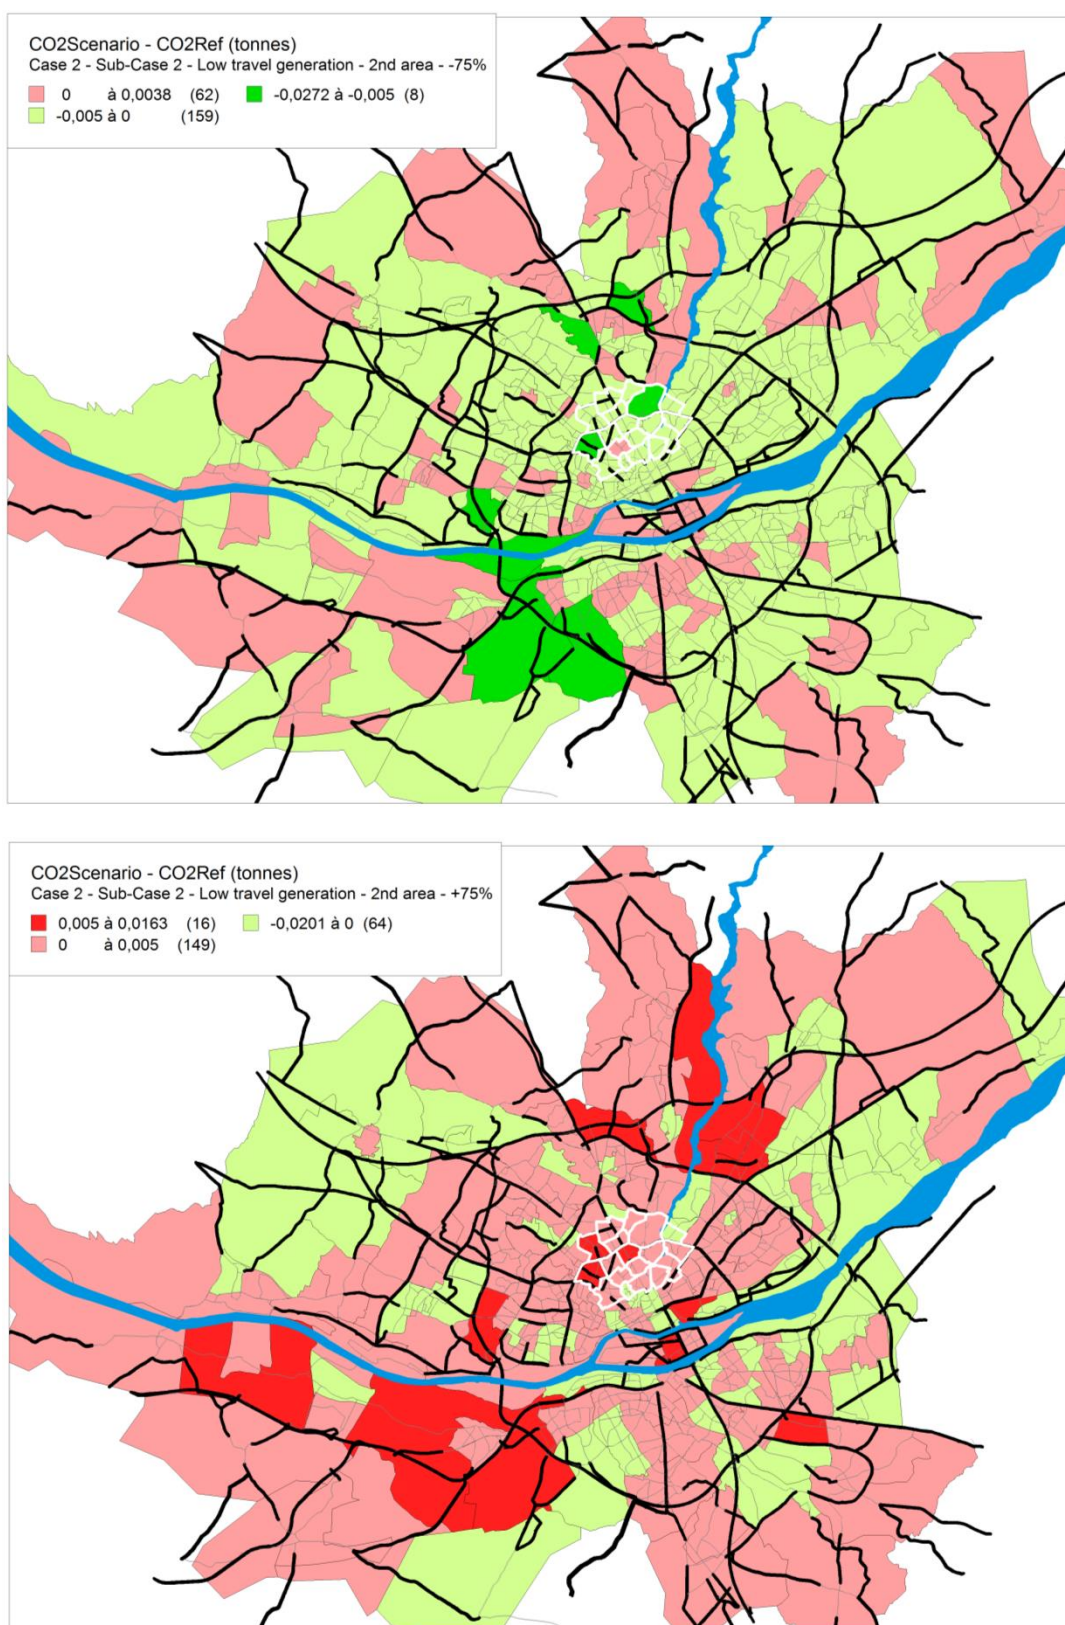 CO2Scenario - CO2Ref (tonnes)
Case 2 - Sub-Case 2 - Low travel generation - 2nd area - -75%
0 à 0,0038 (62) -0,0272 à -0,005 (8)
-0,005 à 0 (159)
CO2Scenario - CO2Ref (tonnes)
Case 2 - Sub-Case 2 - Low travel generation - 2nd area - +75%
0,005 à 0,0163 (16) -0,0201 à 0 (64)
0 à 0,005 (149)